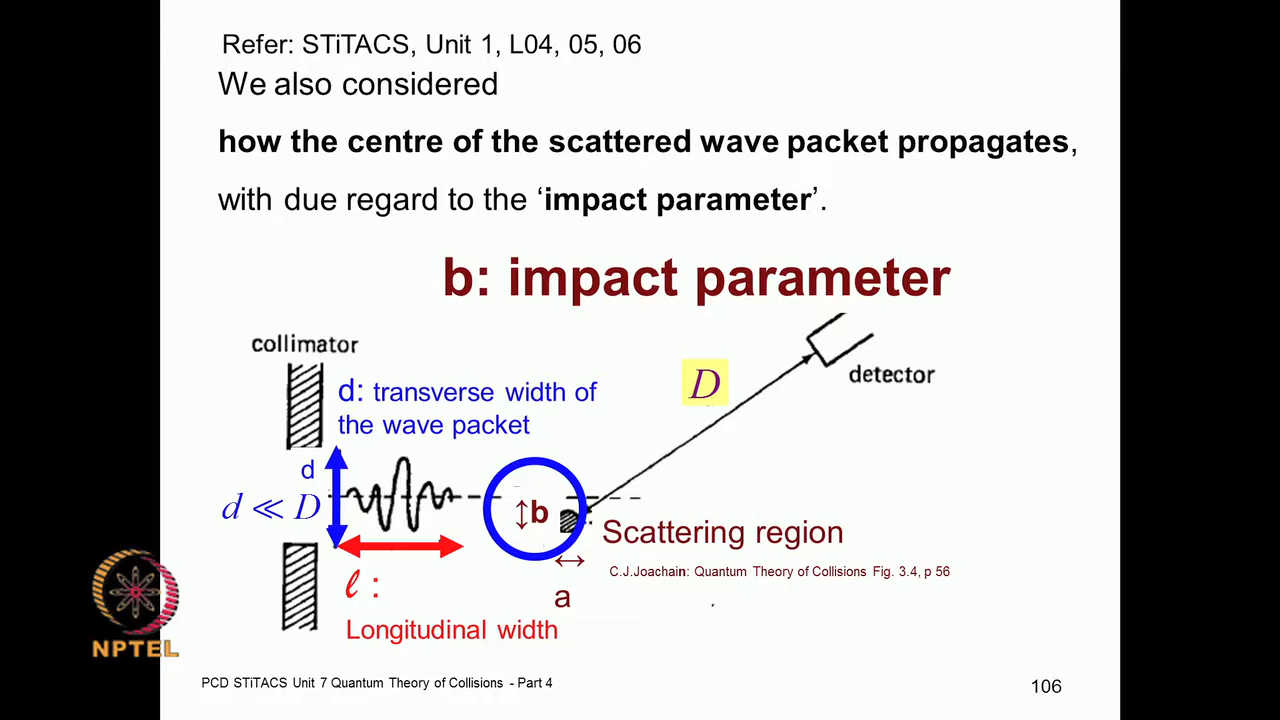 Refer: STiTACS, Unit 1, L04, 05, 06
We also considered
how the centre of the scattered wave packet propagates,
with due regard to the ‘impact parameter’.
b: impact parameter
collimator
d: transverse width of
the wave packet
D
detector
d
d ≪ D
b
Scattering region
C.J.Joachain: Quantum Theory of Collisions Fig. 3.4, p 56
a
ℓ :
Longitudinal width
NPTEL
PCD STiTACS Unit 7 Quantum Theory of Collisions - Part 4
106